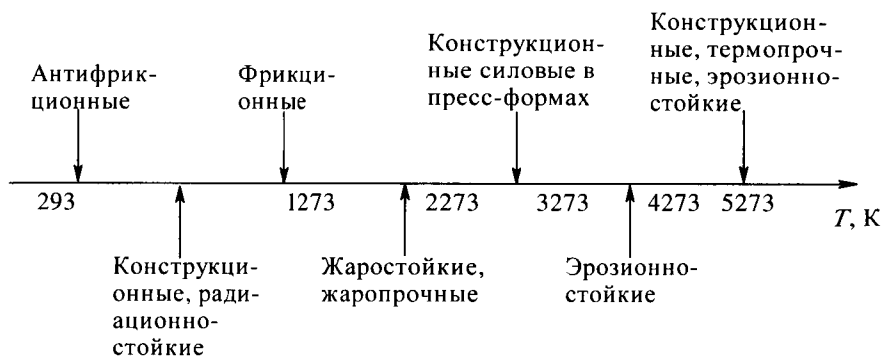 Антифрик-
ционные
Фрикци-
онные
Конструкцион-
ные силовые в
пресс-формах
Конструкцион-
ные, термопроч-
ные, эрозионно-
стойкие
293
1273
2273
3273
4273
5273
T, К
Конструкци-
онные, ради-
ационно-
стойкие
Жаростойкие,
жаропрочные
Эрозионно-
стойкие